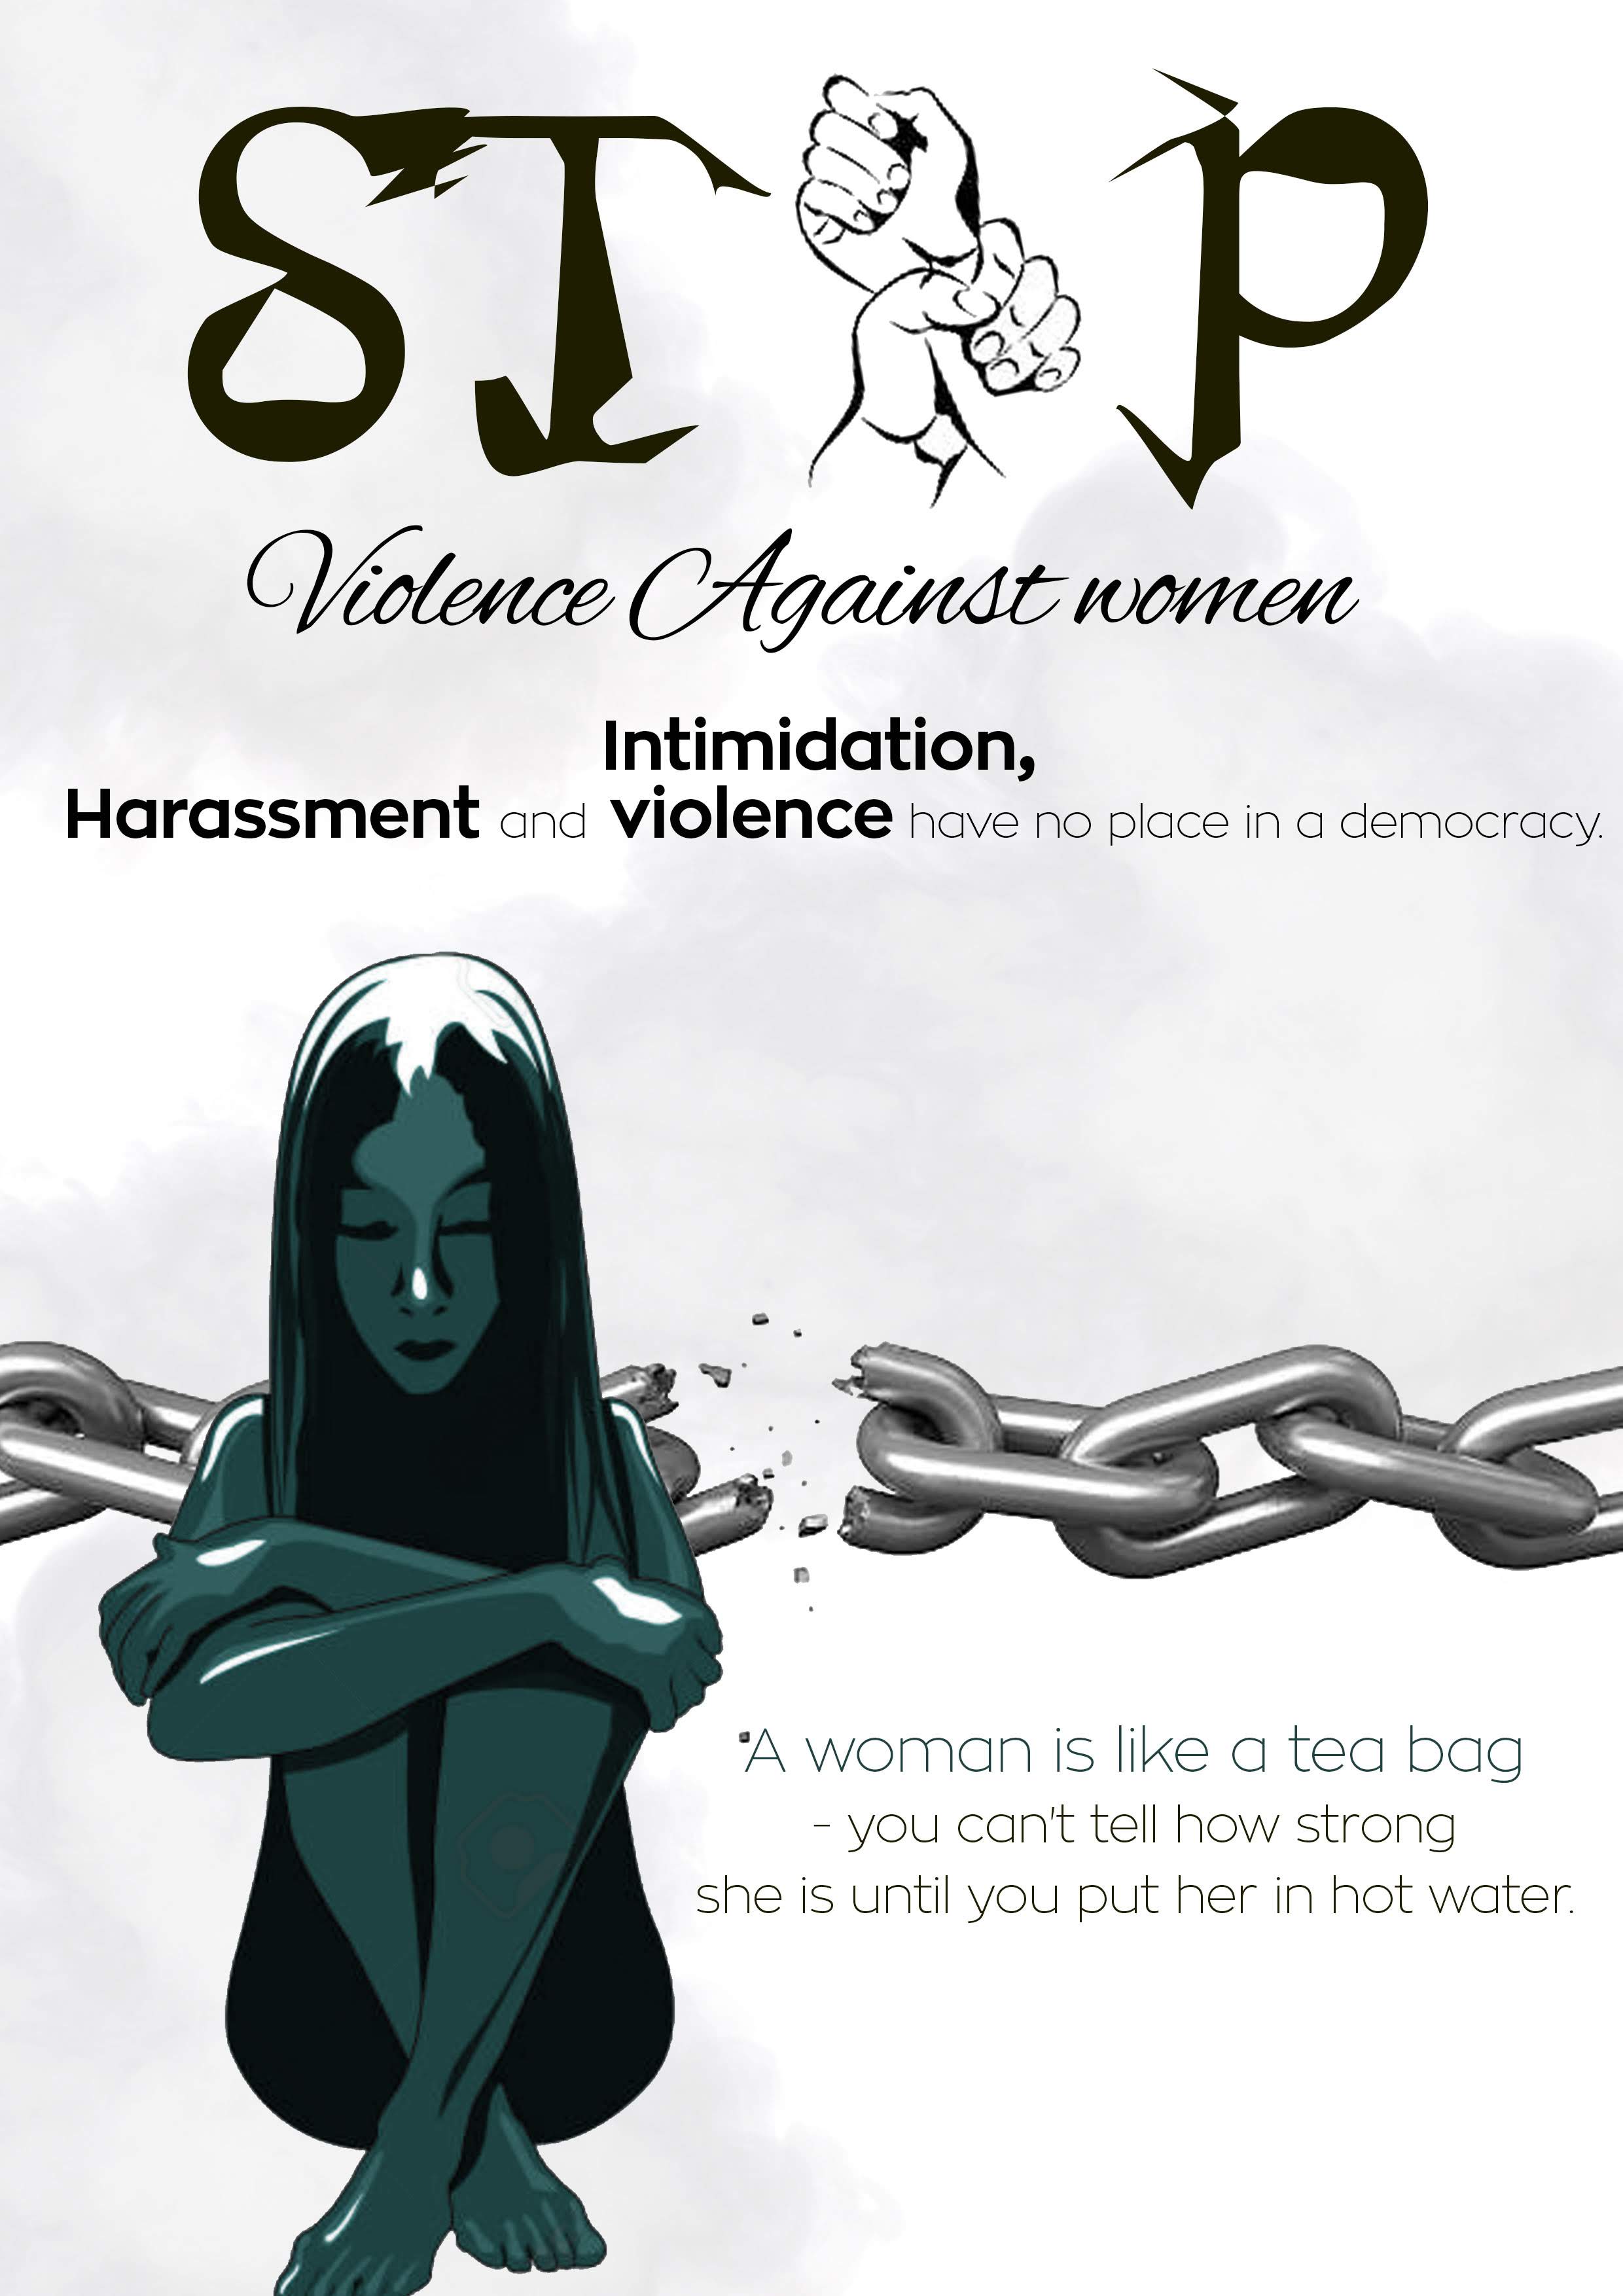 STOP
Violence Against women
Intimidation,
Harassment and violence have no place in a democracy.
"A woman is like a tea bag
- you can't tell how strong
she is until you put her in hot water.